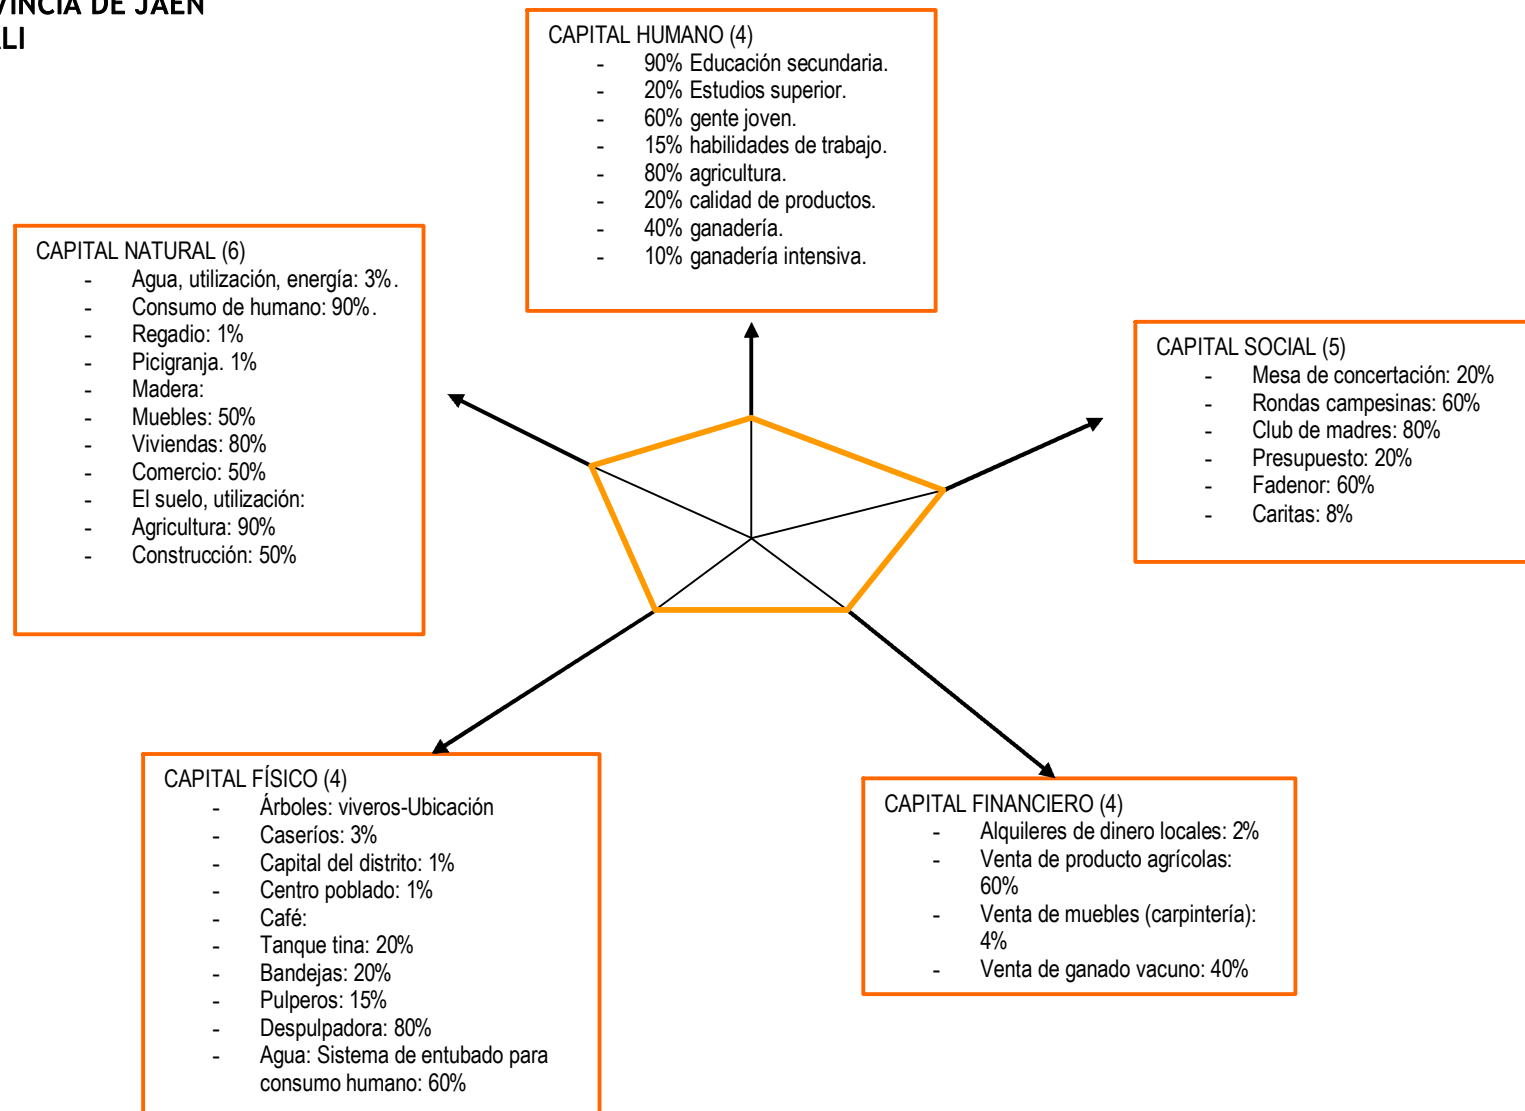 VINCIA DE JAÉN
LI
CAPITAL HUMANO (4)
- 90% Educación secundaria.
- 20% Estudios superior.
- 60% gente joven.
- 15% habilidades de trabajo.
- 80% agricultura.
- 20% calidad de productos.
- 40% ganadería.
- 10% ganadería intensiva.
CAPITAL NATURAL (6)
- Agua, utilización, energía: 3%.
- Consumo de humano: 90%.
- Regadio: 1%
- Picigranja. 1%
- Madera:
- Muebles: 50%
- Viviendas: 80%
- Comercio: 50%
- El suelo, utilización:
- Agricultura: 90%
- Construcción: 50%
CAPITAL SOCIAL (5)
- Mesa de concertación: 20%
- Rondas campesinas: 60%
- Club de madres: 80%
- Presupuesto: 20%
- Fadenor: 60%
- Caritas: 8%
CAPITAL FÍSICO (4)
- Árboles: viveros-Ubicación
- Caseríos: 3%
- Capital del distrito: 1%
- Centro poblado: 1%
- Café:
- Tanque tina: 20%
- Bandejas: 20%
- Pulperos: 15%
- Despulpadora: 80%
- Agua: Sistema de entubado para
consumo humano: 60%
CAPITAL FINANCIERO (4)
- Alquileres de dinero locales: 2%
- Venta de producto agrícolas:
60%
- Venta de muebles (carpintería):
4%
- Venta de ganado vacuno: 40%